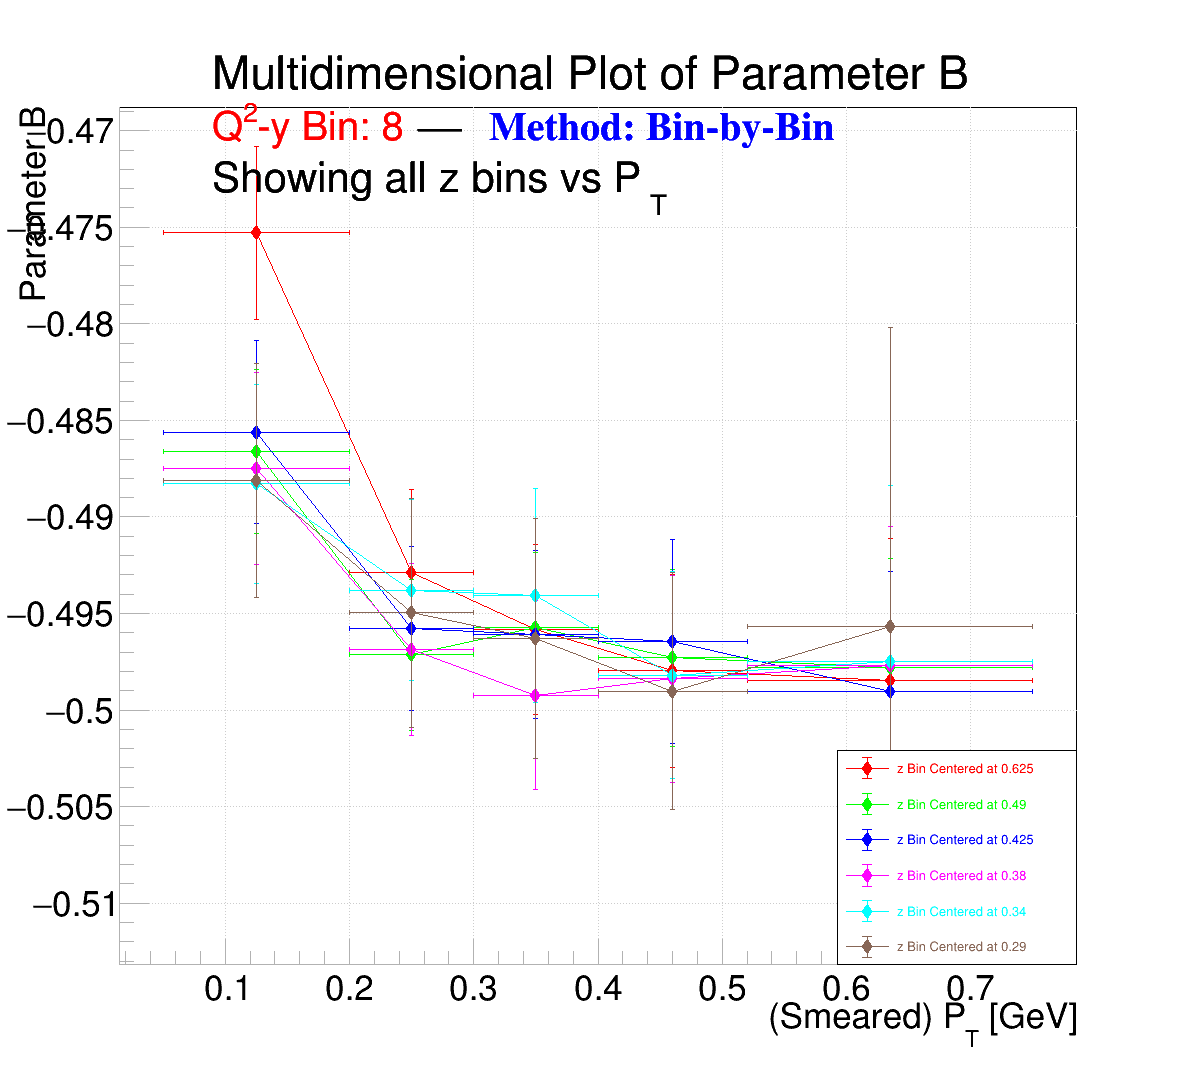 Multidimensional Plot of Parameter B
Q2-y Bin: 8 — Method: Bin-by-Bin
Showing all z bins vs PT
Parameter B
−0.47
−0.475
−0.48
−0.485
−0.49
−0.495
−0.5
−0.505
−0.51
z Bin Centered at 0.625
z Bin Centered at 0.49
z Bin Centered at 0.425
z Bin Centered at 0.38
z Bin Centered at 0.34
z Bin Centered at 0.29
0.1 0.2 0.3 0.4 0.5 0.6 0.7
(Smeared) PT [GeV]